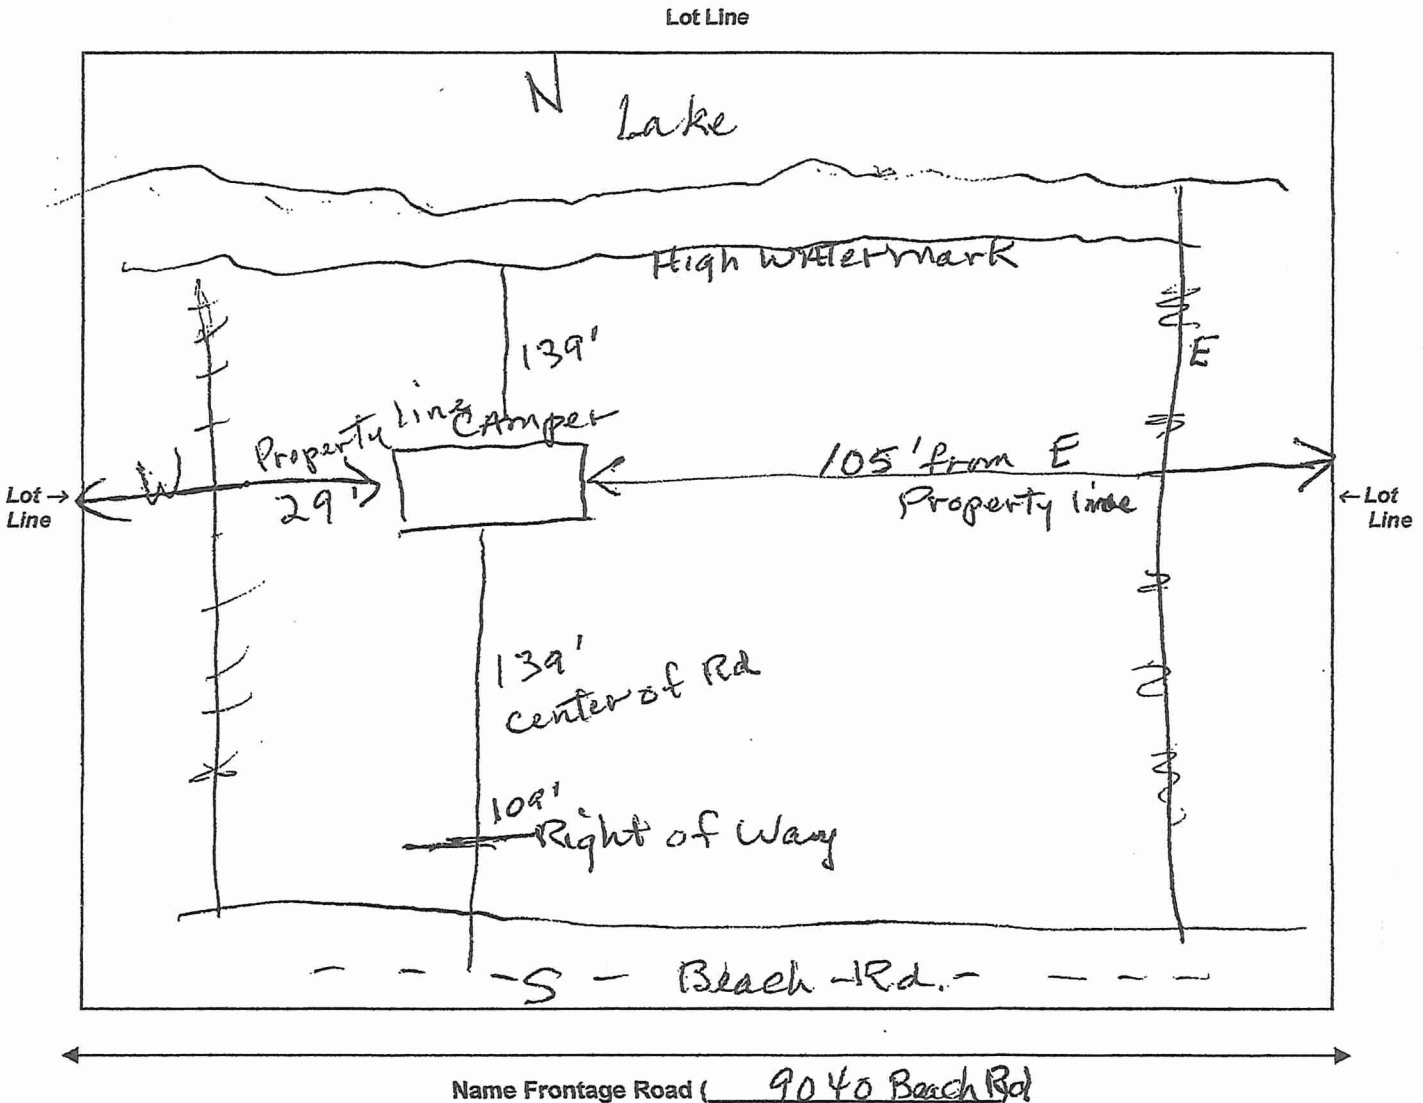 Lot Line
N
Lake
High Watermark
139'
E
Property line
Camper
W
29'
105' from E
Property line
Lot →
Line
← Lot
Line
139'
center of Rd
109'
Right of Way
S
Beach Rd.
Name Frontage Road ( 9040 Beach Rd